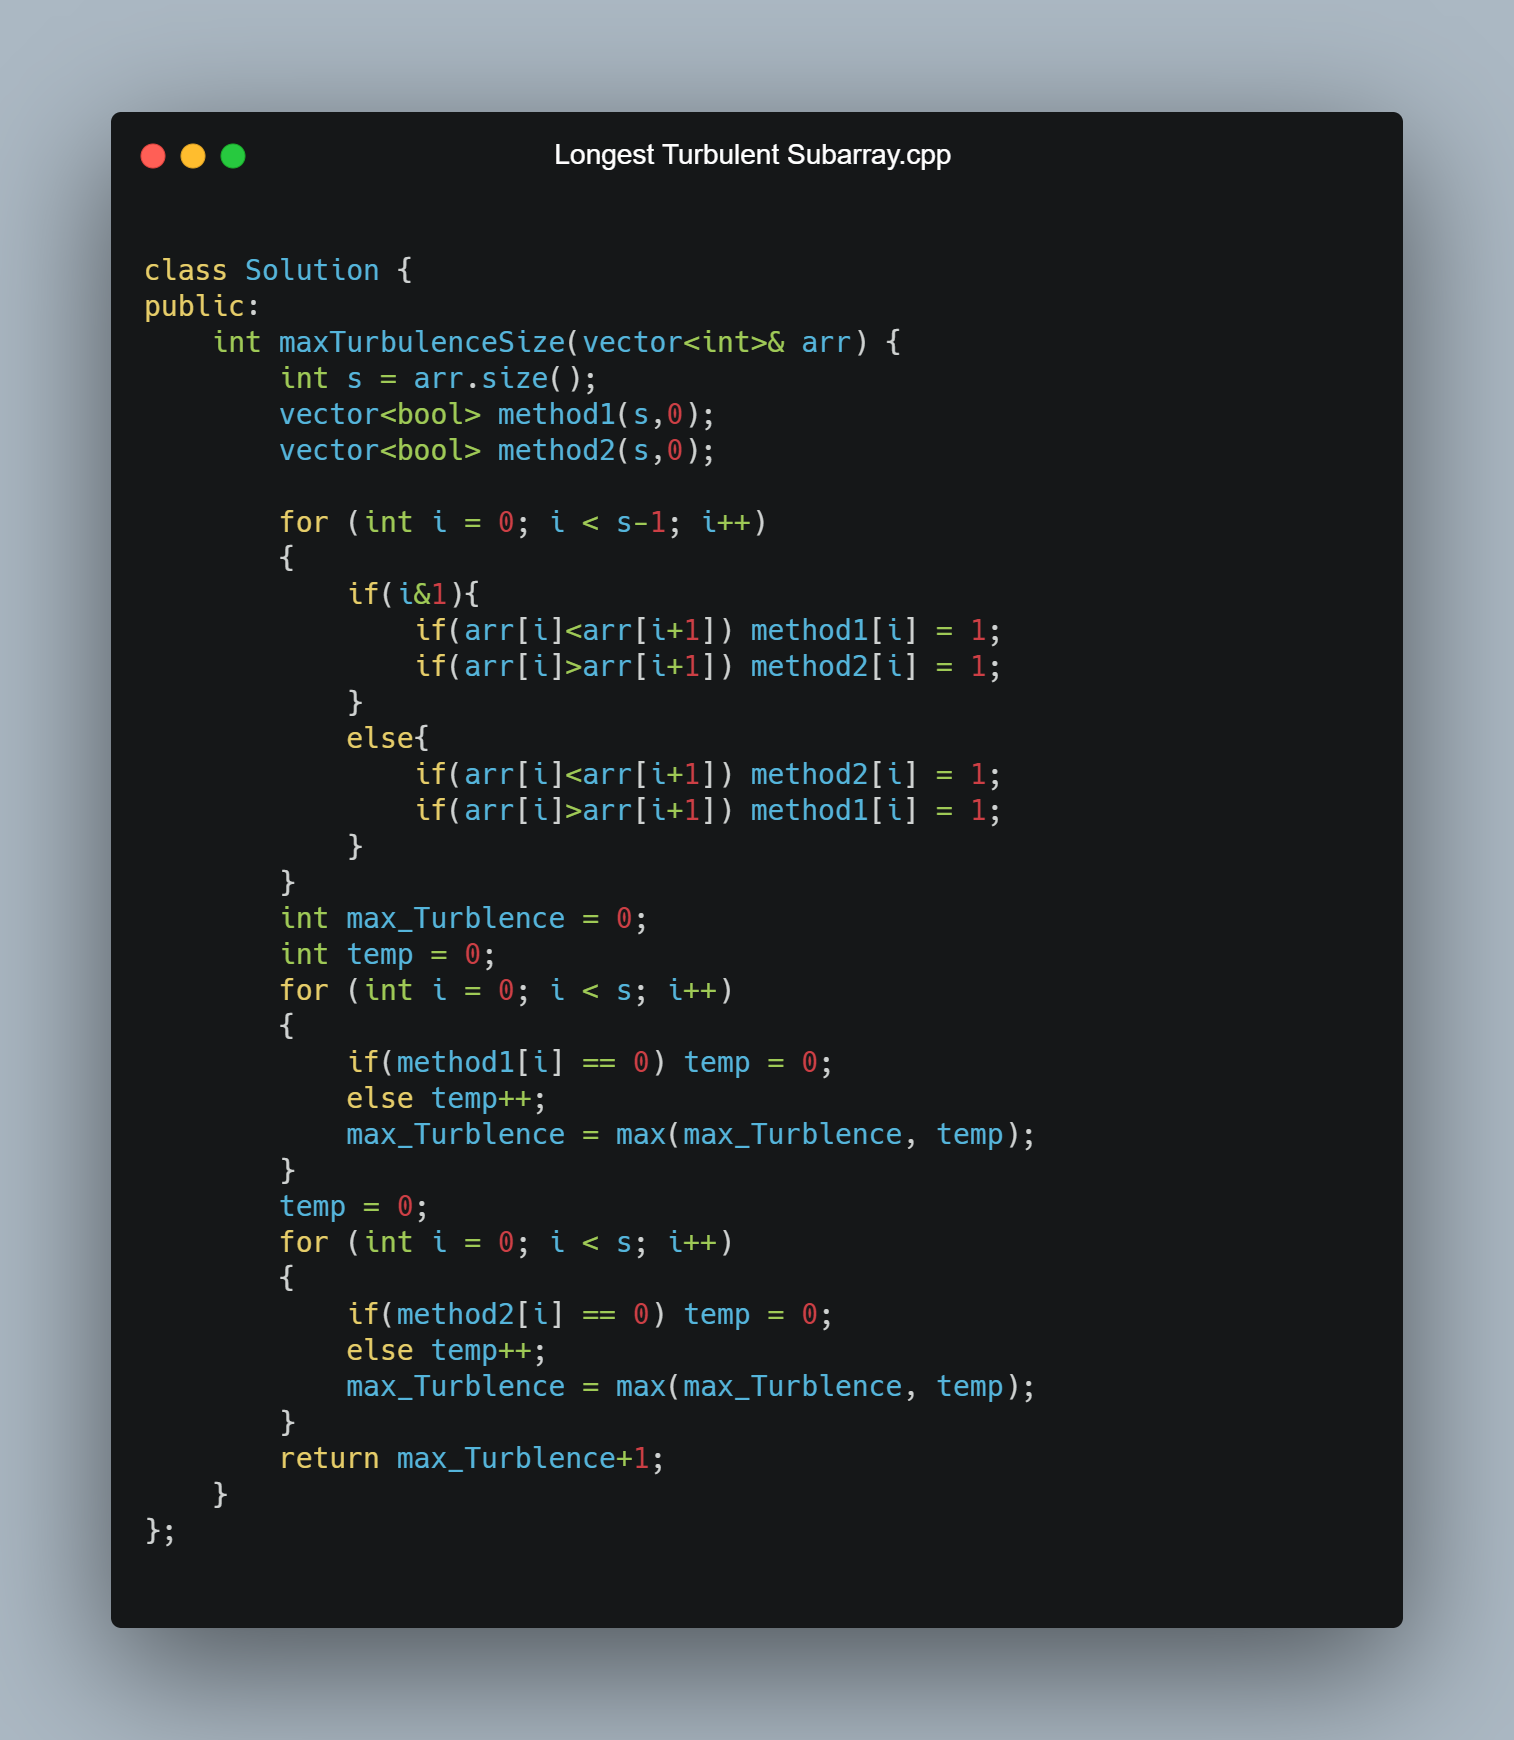 Longest Turbulent Subarray.cpp
class Solution {
public:
    int maxTurbulenceSize(vector<int>& arr) {
        int s = arr.size();
        vector<bool> method1(s,0);
        vector<bool> method2(s,0);

        for (int i = 0; i < s-1; i++)
        {
            if(i&1){
                if(arr[i]<arr[i+1]) method1[i] = 1;
                if(arr[i]>arr[i+1]) method2[i] = 1;
            }
            else{
                if(arr[i]<arr[i+1]) method2[i] = 1;
                if(arr[i]>arr[i+1]) method1[i] = 1;
            }
        }
        int max_Turblence = 0;
        int temp = 0;
        for (int i = 0; i < s; i++)
        {
            if(method1[i] == 0) temp = 0;
            else temp++;
            max_Turblence = max(max_Turblence, temp);
        }
        temp = 0;
        for (int i = 0; i < s; i++)
        {
            if(method2[i] == 0) temp = 0;
            else temp++;
            max_Turblence = max(max_Turblence, temp);
        }
        return max_Turblence+1;
    }
};